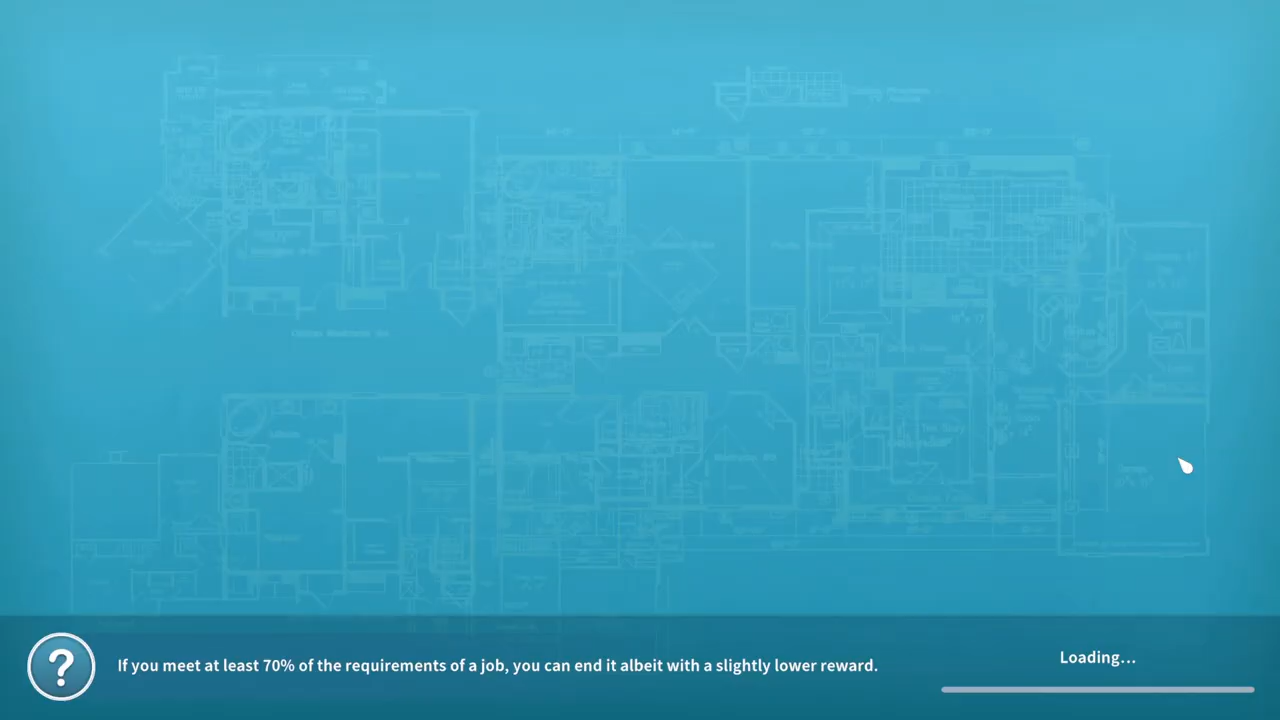 If you meet at least 70% of the requirements of a job, you can end it albeit with a slightly lower reward.
Loading...